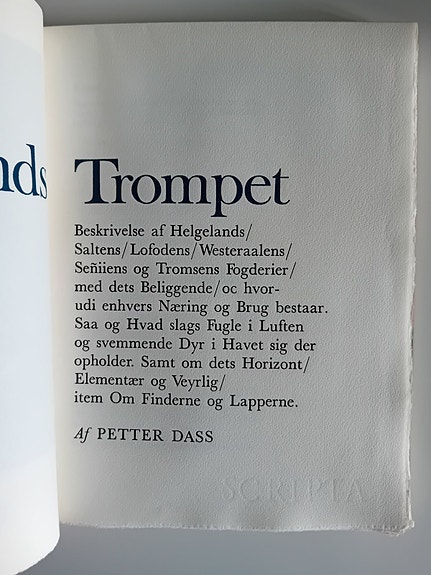 nds Trompet
Beskrivelse af Helgelands/
Saltens/Lofodens/Westeraalens/
Señiiens og Tromsens Fogderier/
med dets Beliggende/oc hvor-
udi enhvers Næring og Brug bestaar.
Saa og Hvad slags Fugle i Luften
og svemmende Dyr i Havet sig der
opholder. Samt om dets Horizont/
Elementær og Veyrlig/
item Om Finderne og Lapperne.
Af PETTER DASS
SCRIPTA